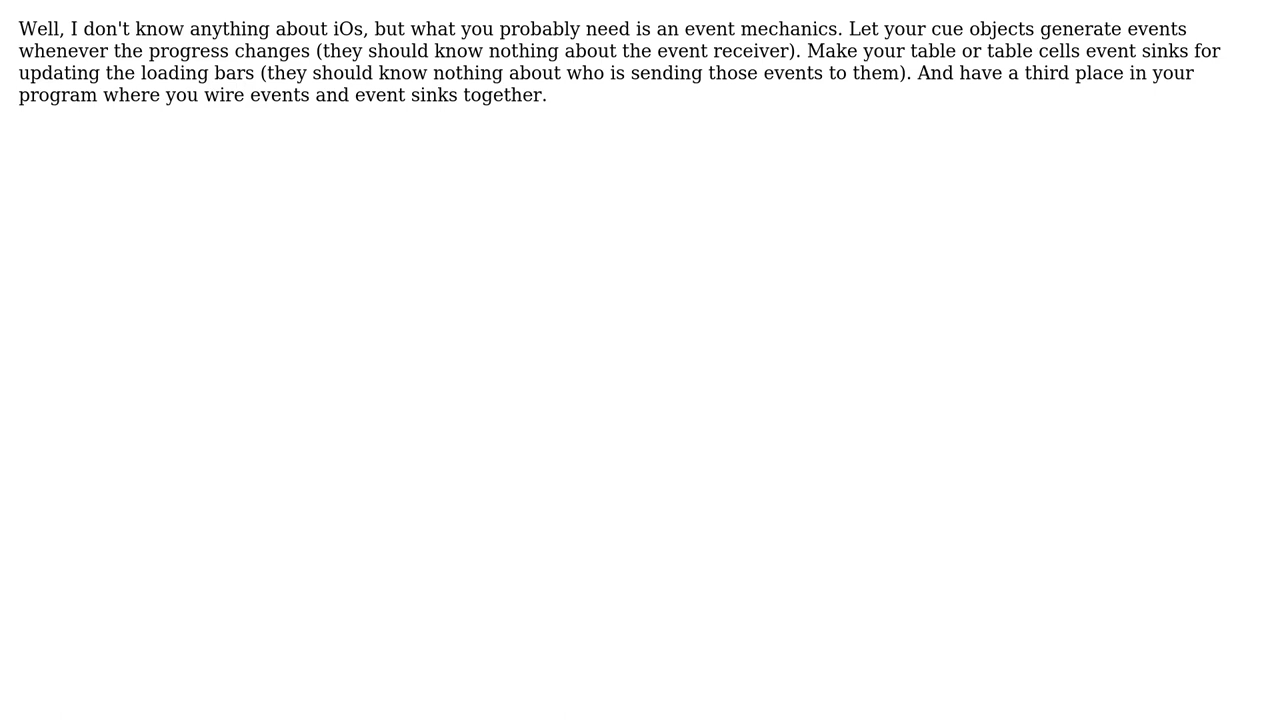 Well, I don't know anything about iOs, but what you probably need is an event mechanics. Let your cue objects generate events
whenever the progress changes (they should know nothing about the event receiver). Make your table or table cells event sinks for
updating the loading bars (they should know nothing about who is sending those events to them). And have a third place in your
program where you wire events and event sinks together.